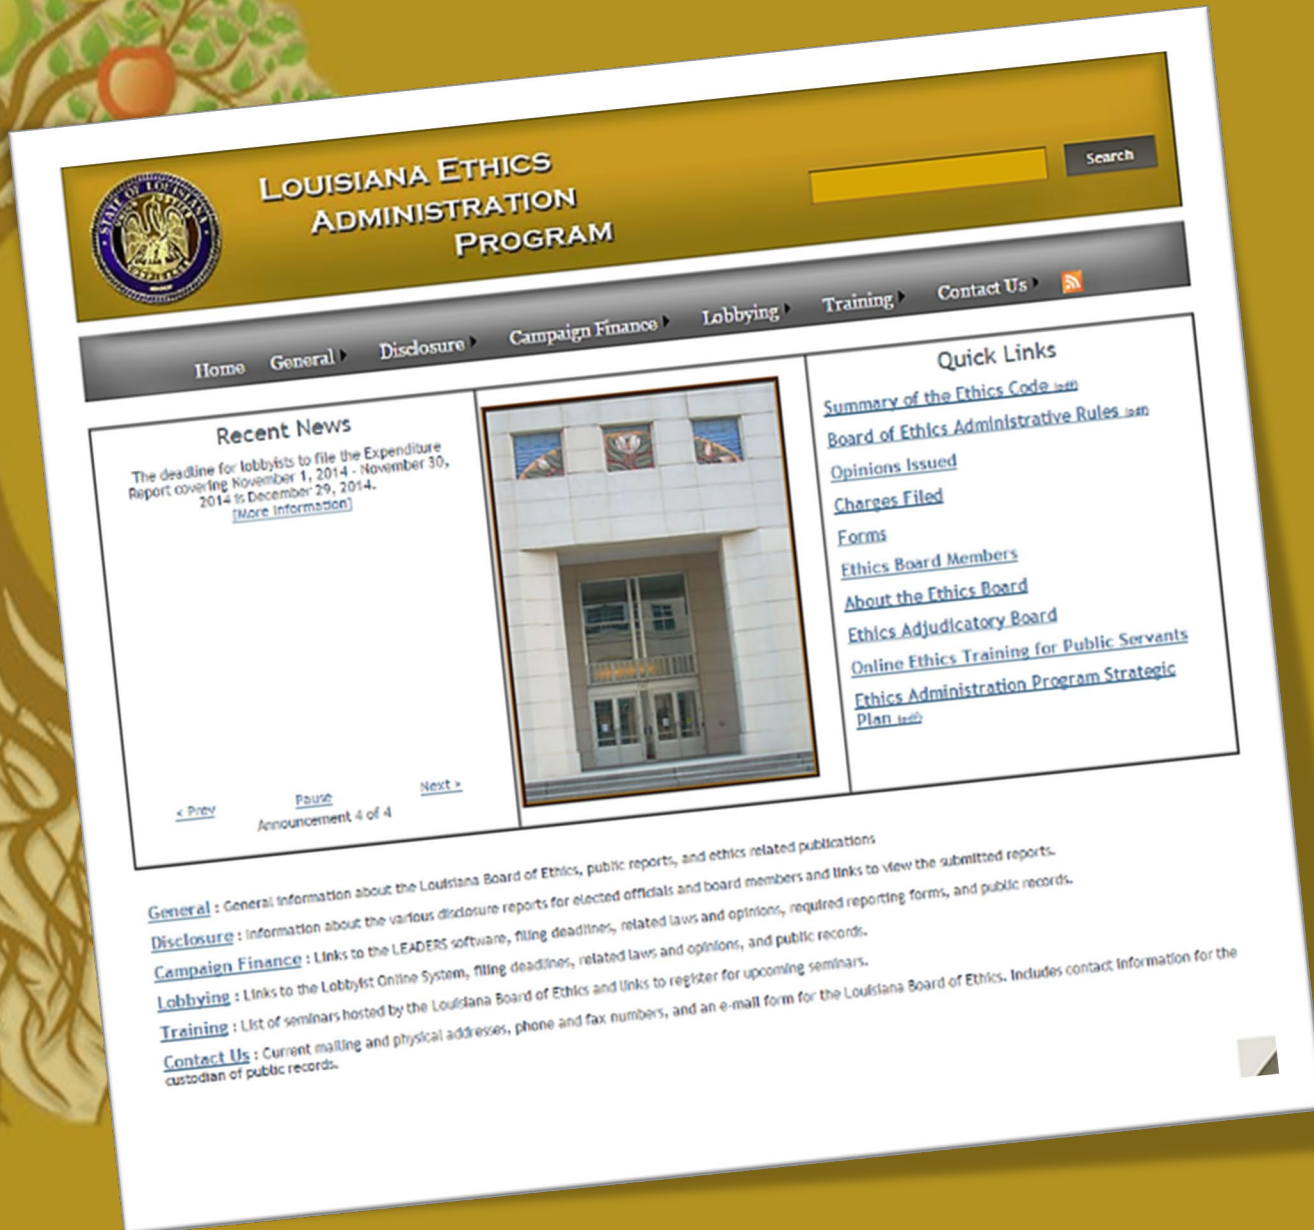 STATE OF LOUISIANA
UNION JUSTICE
CONFIDENCE
LOUISIANA ETHICS
ADMINISTRATION
PROGRAM
Search
Home General Disclosure Campaign Finance Lobbying Training Contact Us
Recent News
The deadline for lobbyists to file the Expenditure
Report covering November 1, 2014 - November 30,
2014 is December 29, 2014.
[More Information]
< Prev Pause Next >
Announcement 4 of 4
Quick Links
Summary of the Ethics Code (pdf)
Board of Ethics Administrative Rules (pdf)
Opinions Issued
Charges Filed
Forms
Ethics Board Members
About the Ethics Board
Ethics Adjudicatory Board
Online Ethics Training for Public Servants
Ethics Administration Program Strategic
Plan (pdf)
General : General information about the Louisiana Board of Ethics, public reports, and ethics related publications
Disclosure : Information about the various disclosure reports for elected officials and board members and links to view the submitted reports.
Campaign Finance : Links to the LEADERS software, filing deadlines, related laws and opinions, required reporting forms, and public records.
Lobbying : Links to the Lobbyist Online System, filing deadlines, related laws and opinions, and public records.
Training : List of seminars hosted by the Louisiana Board of Ethics and links to register for upcoming seminars.
Contact Us : Current mailing and physical addresses, phone and fax numbers, and an e-mail form for the Louisiana Board of Ethics. Includes contact information for the
custodian of public records.